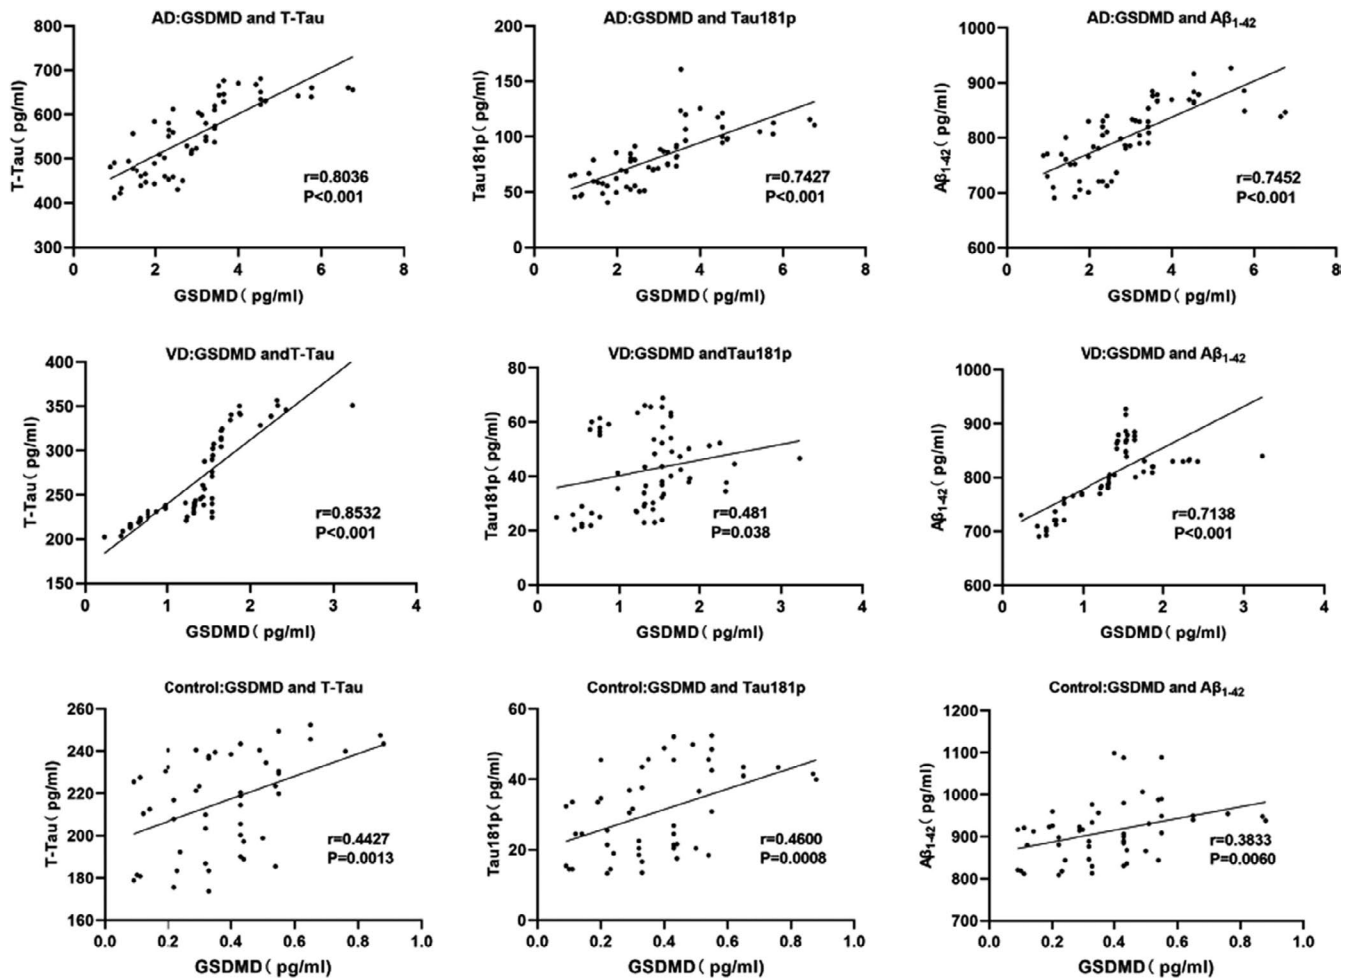 AD:GSDMD and T-Tau
800
700
600
500
400
300
T-Tau( pg/ml)
r=0.8036
P<0.001
0 2 4 6 8
GSDMD( pg/ml)
AD:GSDMD and Tau181p
200
150
100
50
0
Tau181p( pg/ml)
r=0.7427
P<0.001
0 2 4 6 8
GSDMD( pg/ml)
AD:GSDMD and Aβ1-42
1000
900
800
700
600
Aβ1-42( pg/ml)
r=0.7452
P<0.001
0 2 4 6 8
GSDMD( pg/ml)
VD:GSDMD andT-Tau
400
350
300
250
200
150
T-Tau( pg/ml)
r=0.8532
P<0.001
0 1 2 3 4
GSDMD( pg/ml)
VD:GSDMD andTau181p
80
60
40
20
0
Tau181p( pg/ml)
r=0.481
P=0.038
0 1 2 3 4
GSDMD( pg/ml)
VD:GSDMD and Aβ1-42
1000
900
800
700
600
Aβ1-42( pg/ml)
r=0.7138
P<0.001
0 1 2 3 4
GSDMD( pg/ml)
Control:GSDMD and T-Tau
260
240
220
200
180
160
T-Tau( pg/ml)
r=0.4427
P=0.0013
0.0 0.2 0.4 0.6 0.8 1.0
GSDMD( pg/ml)
Control:GSDMD and Tau181p
60
40
20
0
Tau181p( pg/ml)
r=0.4600
P=0.0008
0.0 0.2 0.4 0.6 0.8 1.0
GSDMD( pg/ml)
Control:GSDMD and Aβ1-42
1200
1100
1000
900
800
700
Aβ1-42( pg/ml)
r=0.3833
P=0.0060
0.0 0.2 0.4 0.6 0.8 1.0
GSDMD( pg/ml)